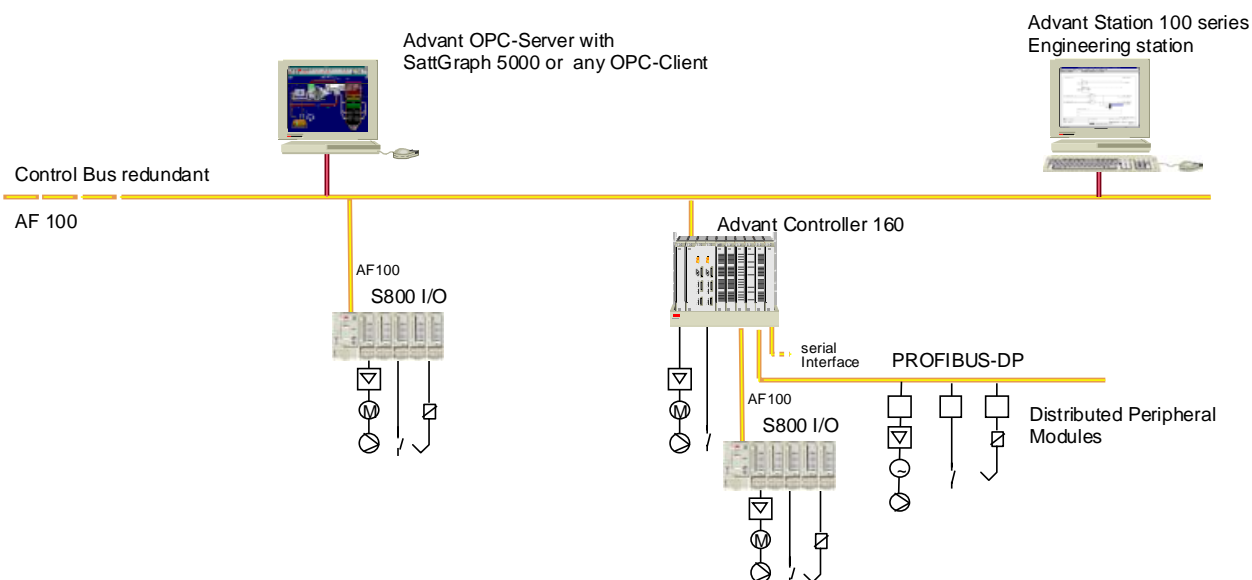 Advant Station 100 series
Engineering station
Advant OPC-Server with
SattGraph 5000 or any OPC-Client
Control Bus redundant
AF 100
Advant Controller 160
AF100
S800 I/O
serial
Interface
PROFIBUS-DP
M
M
AF100
S800 I/O
Distributed Peripheral
Modules
M